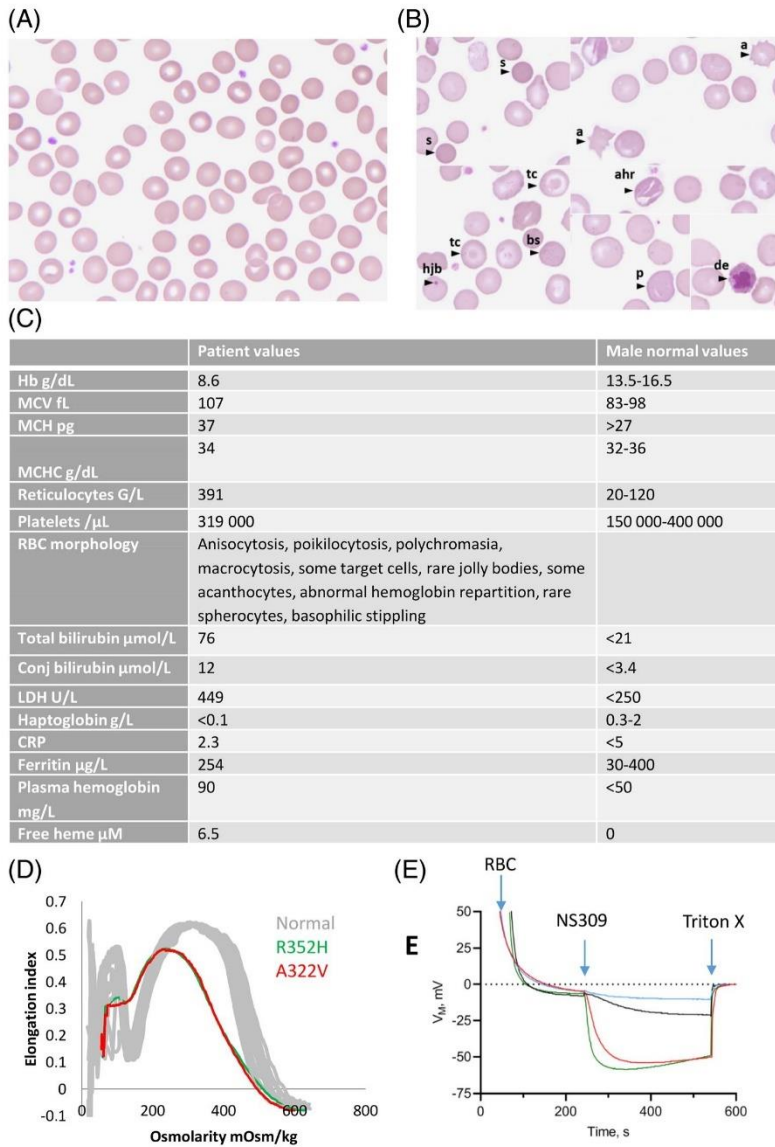 (A)
(B)
s
a
s
a
tc
ahr
tc
bs
hjb
p
de
(C)
Patient values Male normal values
Hb g/dL 8.6 13.5-16.5
MCV fL 107 83-98
MCH pg 37 >27
MCHC g/dL 34 32-36
Reticulocytes G/L 391 20-120
Platelets /µL 319 000 150 000-400 000
RBC morphology Anisocytosis, poikilocytosis, polychromasia,
macrocytosis, some target cells, rare jolly bodies, some
acanthocytes, abnormal hemoglobin repartition, rare
spherocytes, basophilic stippling
Total bilirubin µmol/L 76 <21
Conj bilirubin µmol/L 12 <3.4
LDH U/L 449 <250
Haptoglobin g/L <0.1 0.3-2
CRP 2.3 <5
Ferritin µg/L 254 30-400
Plasma hemoglobin 90 <50
mg/L
Free heme µM 6.5 0
(D)
0.7
0.6
0.5
0.4
0.3
0.2
0.1
0
-0.1
Elongation index
Normal
R352H
A322V
0 200 400 600 800
Osmolarity mOsm/kg
(E)
E
RBC
NS309
Triton X
50
25
0
-25
-50
-75
V_M, mV
0 200 400 600
Time, s